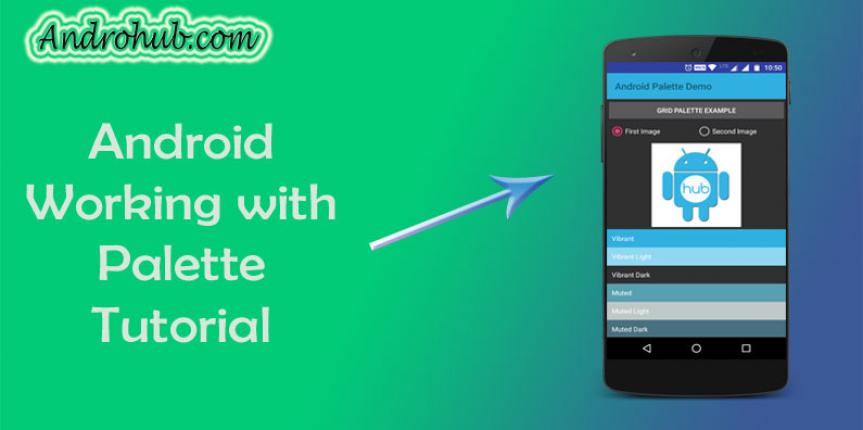 Androhub.com
Android
Working with
Palette
Tutorial
LTE 10:50
Android Palette Demo
GRID PALETTE EXAMPLE
First Image Second Image
hub
Vibrant
Vibrant Light
Vibrant Dark
Muted
Muted Light
Muted Dark